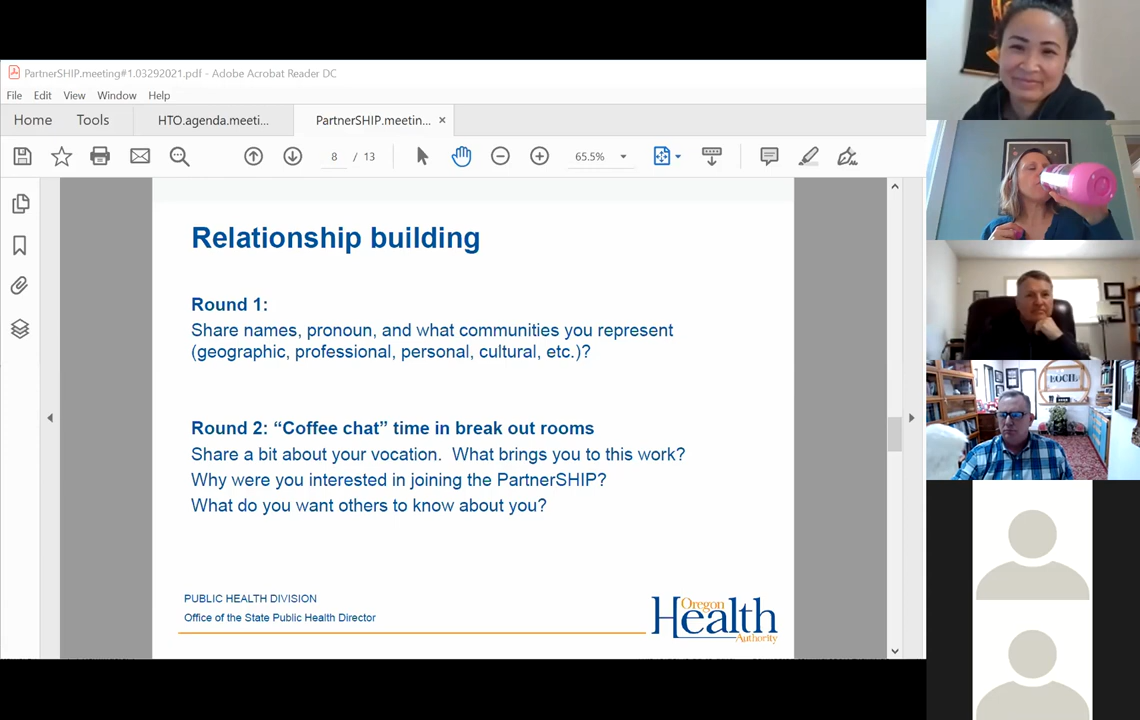 PartnerSHIP.meeting#1.03292021.pdf - Adobe Acrobat Reader DC
File Edit View Window Help
Home Tools HTO.agenda.meeti... PartnerSHIP.meetin... ×
8 / 13 65.5%
Relationship building
Round 1:
Share names, pronoun, and what communities you represent
(geographic, professional, personal, cultural, etc.)?
Round 2: “Coffee chat” time in break out rooms
Share a bit about your vocation. What brings you to this work?
Why were you interested in joining the PartnerSHIP?
What do you want others to know about you?
PUBLIC HEALTH DIVISION
Office of the State Public Health Director
Oregon
Health
Authority
EOCIL